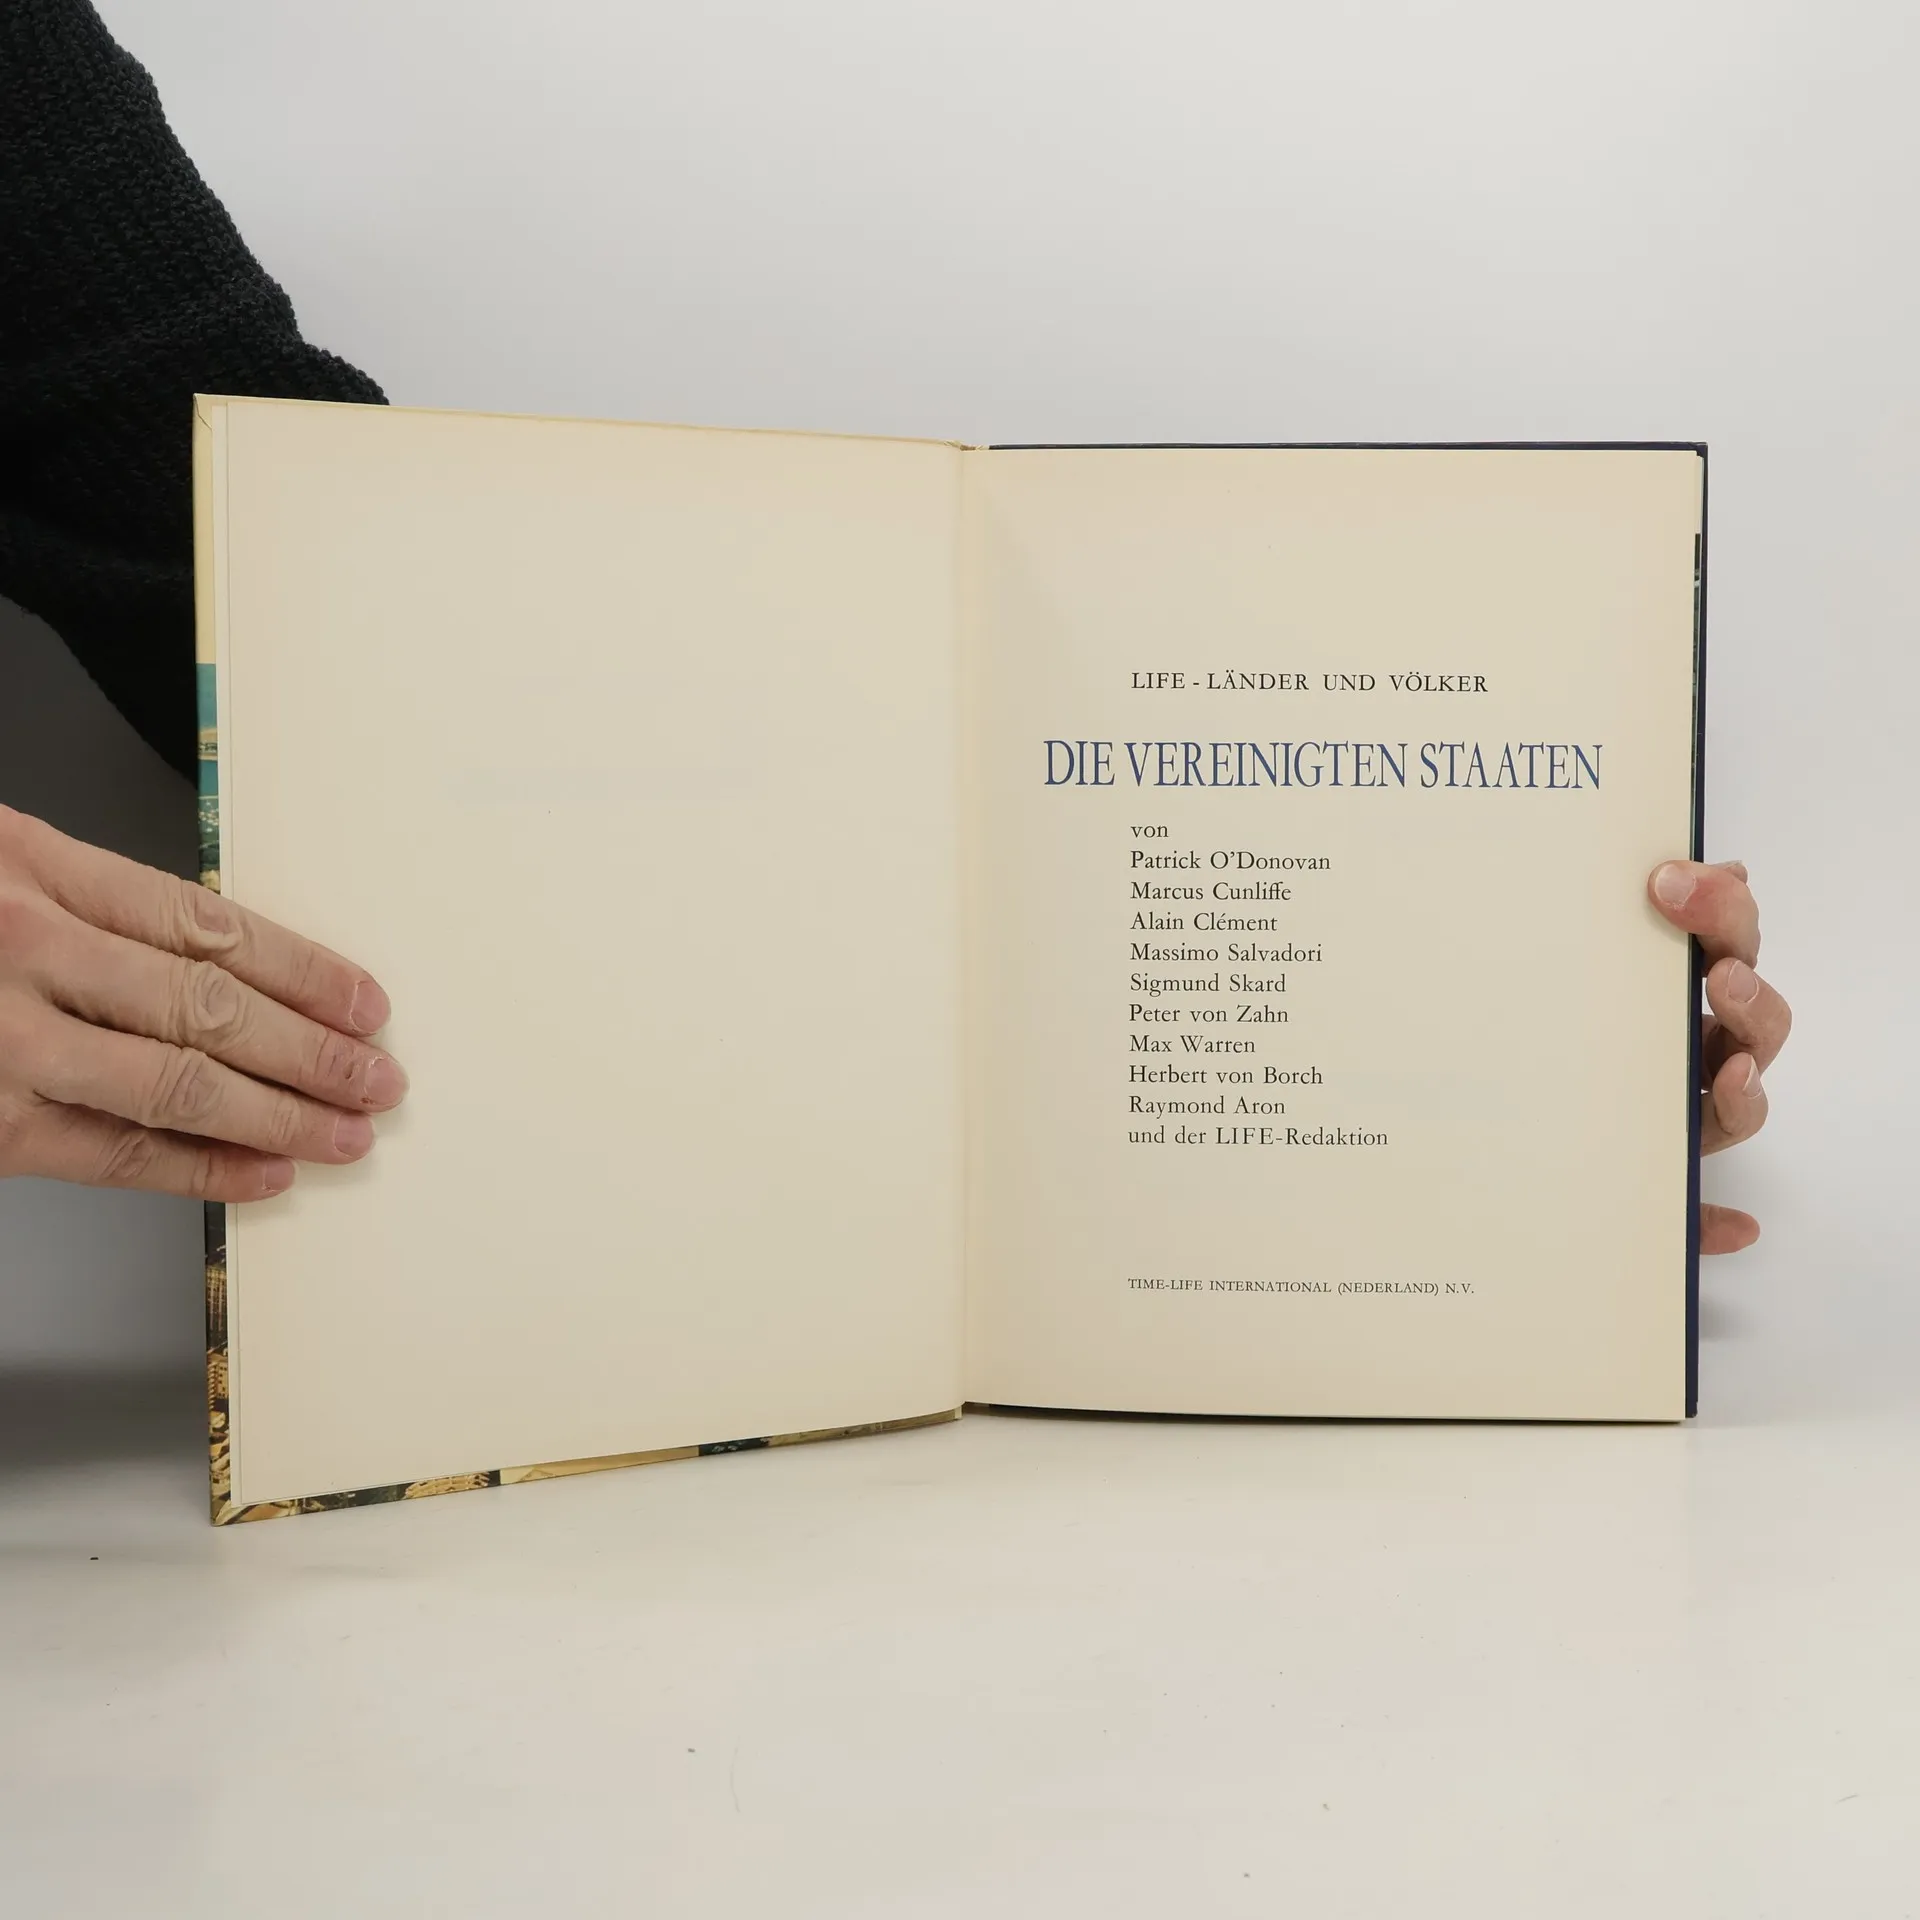 LIFE - LÄNDER UND VÖLKER
DIE VEREINIGTEN STAATEN
von
Patrick O'Donovan
Marcus Cunliffe
Alain Clément
Massimo Salvadori
Sigmund Skard
Peter von Zahn
Max Warren
Herbert von Borch
Raymond Aron
und der LIFE-Redaktion
TIME-LIFE INTERNATIONAL (NEDERLAND) N.V.